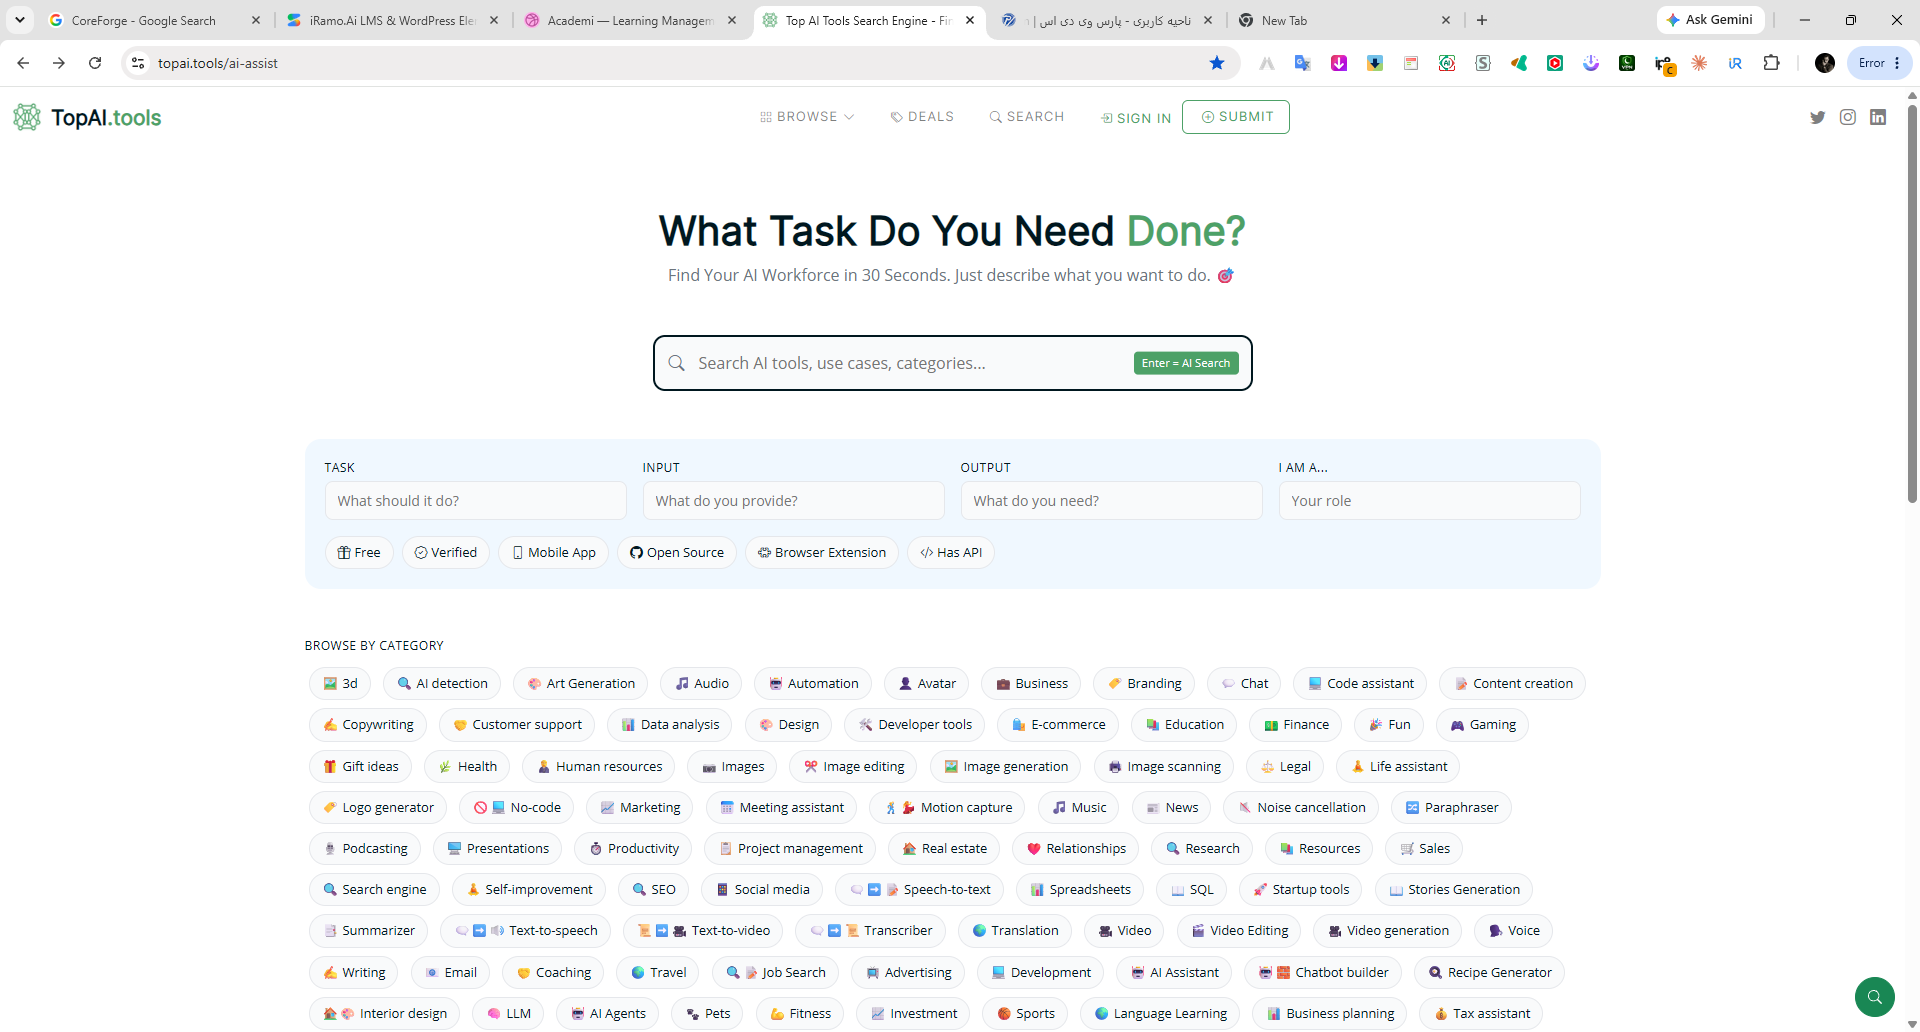 CoreForge - Google Search
iRamo.Ai LMS & WordPress Ele
Academi — Learning Managem
Top AI Tools Search Engine - Fin
ناحیه کاربری - پارس وی دی اس |
New Tab
Ask Gemini
topai.tools/ai-assist
Error
TopAI.tools
BROWSE
DEALS
SEARCH
SIGN IN
SUBMIT
What Task Do You Need Done?
Find Your AI Workforce in 30 Seconds. Just describe what you want to do.
Search AI tools, use cases, categories...
Enter = AI Search
TASK INPUT OUTPUT I AM A...
What should it do? What do you provide? What do you need? Your role
Free Verified Mobile App Open Source Browser Extension Has API
BROWSE BY CATEGORY
3d AI detection Art Generation Audio Automation Avatar Business Branding Chat Code assistant Content creation
Copywriting Customer support Data analysis Design Developer tools E-commerce Education Finance Fun Gaming
Gift ideas Health Human resources Images Image editing Image generation Image scanning Legal Life assistant
Logo generator No-code Marketing Meeting assistant Motion capture Music News Noise cancellation Paraphraser
Podcasting Presentations Productivity Project management Real estate Relationships Research Resources Sales
Search engine Self-improvement SEO Social media Speech-to-text Spreadsheets SQL Startup tools Stories Generation
Summarizer Text-to-speech Text-to-video Transcriber Translation Video Video Editing Video generation Voice
Writing Email Coaching Travel Job Search Advertising Development AI Assistant Chatbot builder Recipe Generator
Interior design LLM AI Agents Pets Fitness Investment Sports Language Learning Business planning Tax assistant